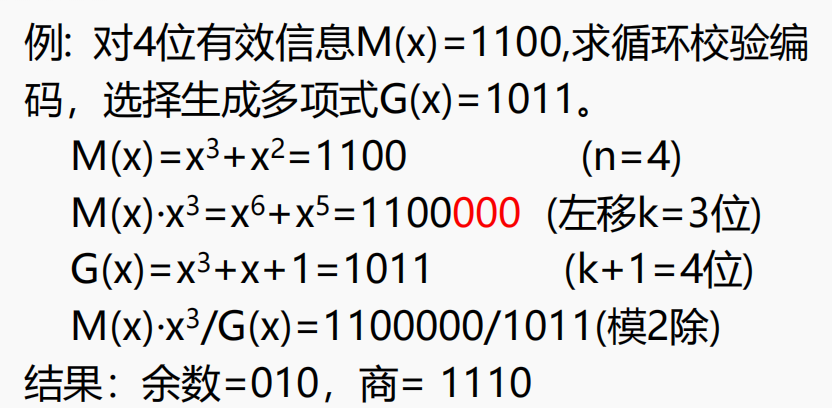 例: 对4位有效信息M(x)=1100,求循环校验编
码，选择生成多项式G(x)=1011。
M(x)=x³+x²=1100 (n=4)
M(x)·x³=x⁶+x⁵=1100000 (左移k=3位)
G(x)=x³+x+1=1011 (k+1=4位)
M(x)·x³/G(x)=1100000/1011(模2除)
结果：余数=010，商= 1110